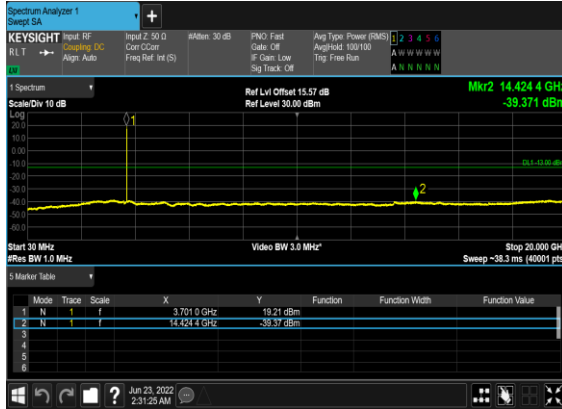 Spectrum Analyzer 1
Swept SA
+
KEYSIGHT Input: RF Input Z: 50 Ω #Atten: 30 dB PNO: Fast Avg Type: Power (RMS) 1 2 3 4 5 6
RLT Coupling: DC Corr CCorr Gate: Off Avg|Hold: 100/100 A W W W W W
Align: Auto Freq Ref: Int (S) IF Gain: Low Trig: Free Run
Sig Track: Off A N N N N N
1 Spectrum
Ref Lvl Offset 15.57 dB Mkr2 14.424 4 GHz
Scale/Div 10 dB Ref Level 30.00 dBm -39.371 dBm
Log
20.0
10.0
0.00
-10.0
-20.0
-30.0
-40.0
-50.0
-60.0
1
DL1 -13.00 dBm
2
Start 30 MHz Video BW 3.0 MHz* Stop 20.000 GHz
#Res BW 1.0 MHz Sweep ~38.3 ms (40001 pts)
5 Marker Table
Mode Trace Scale X Y Function Function Width Function Value
1 N 1 f 3.701 0 GHz 19.21 dBm
2 N 1 f 14.424 4 GHz -39.37 dBm
3
4
5
6
? Jun 23, 2022
2:31:25 AM